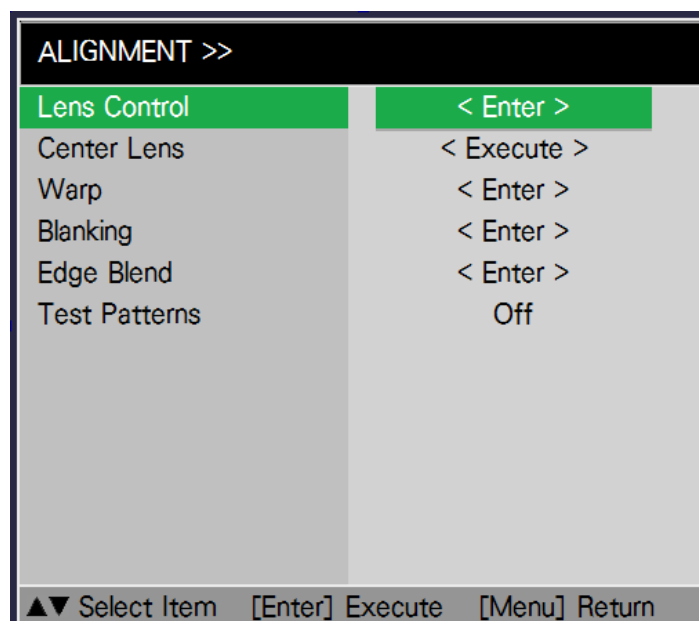 ALIGNMENT >>
Lens Control < Enter >
Center Lens < Execute >
Warp < Enter >
Blanking < Enter >
Edge Blend < Enter >
Test Patterns Off
▲▼ Select Item [Enter] Execute [Menu] Return